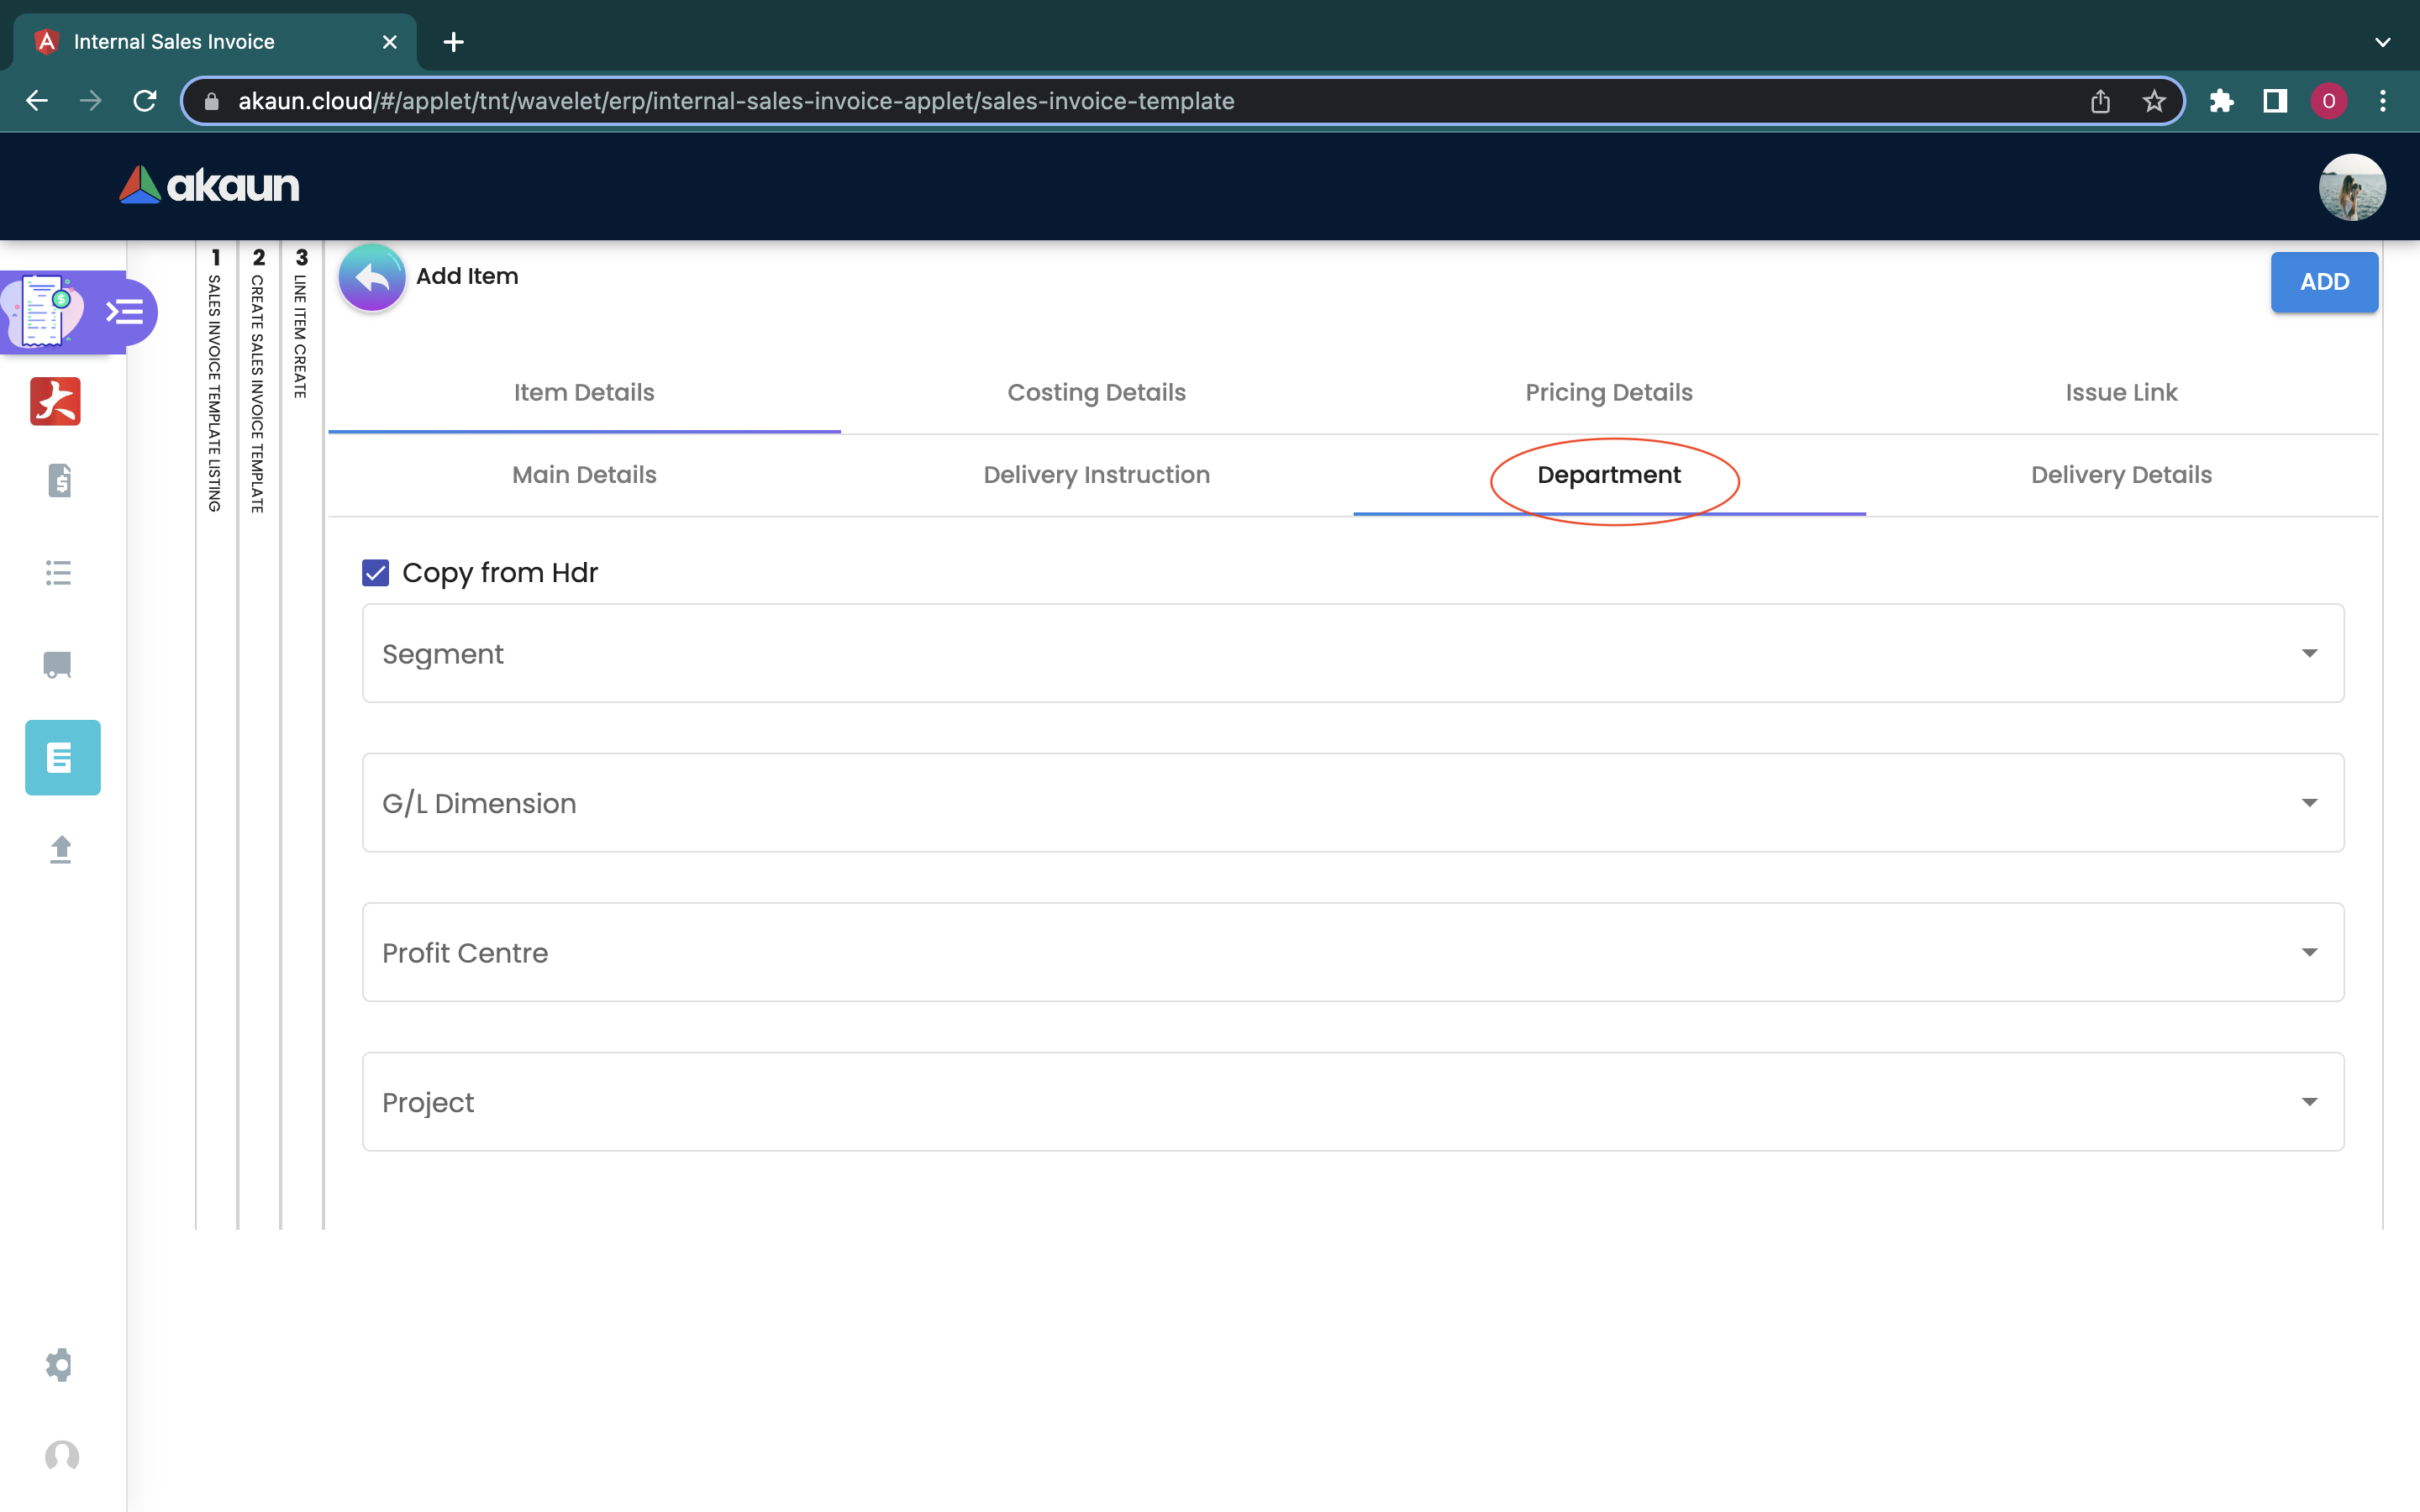 Internal Sales Invoice
akaun.cloud/#/applet/tnt/wavelet/erp/internal-sales-invoice-applet/sales-invoice-template
O
akaun
1 SALES INVOICE TEMPLATE LISTING
2 CREATE SALES INVOICE TEMPLATE
3 LINE ITEM CREATE
Add Item
ADD
Item Details Costing Details Pricing Details Issue Link
Main Details Delivery Instruction Department Delivery Details
Copy from Hdr
Segment
G/L Dimension
Profit Centre
Project